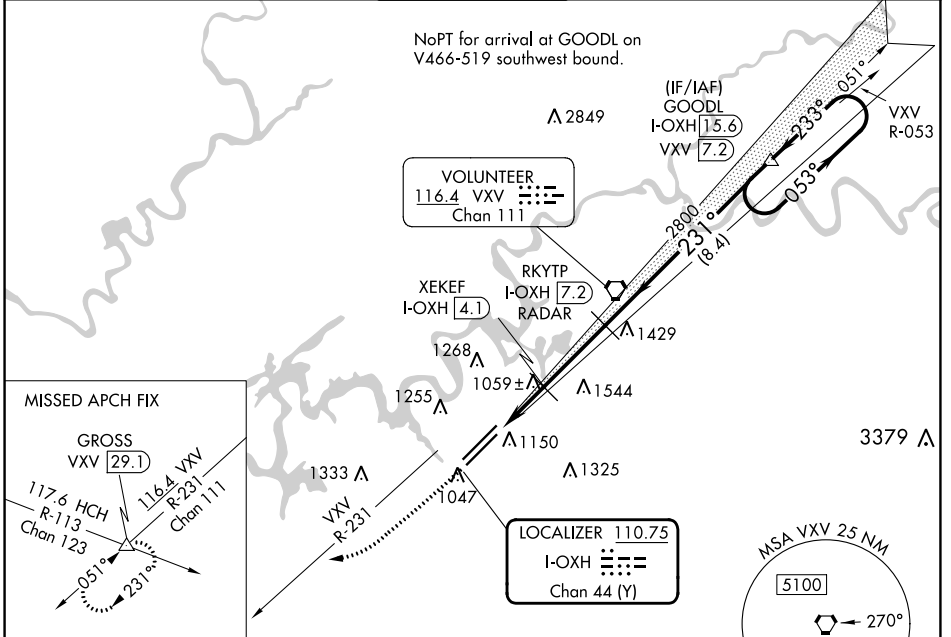 NoPT for arrival at GOODL on
V466-519 southwest bound.
(IF/IAF)
GOODL
I-OXH 15.6
VXV 7.2
233°
051°
VXV
R-053
053°
2849
VOLUNTEER
116.4 VXV
Chan 111
2800
231°
(8.4)
XEKEF
I-OXH 4.1
RKYTP
I-OXH 7.2
RADAR
1429
1268
1059±
1544
1255
1150
3379
1333
1325
1047
VXV
R-231
MISSED APCH FIX
GROSS
VXV 29.1
117.6 HCH
R-113
Chan 123
116.4 VXV
R-231
Chan 111
051°
231°
LOCALIZER 110.75
I-OXH
Chan 44 (Y)
MSA VXV 25 NM
5100
270°